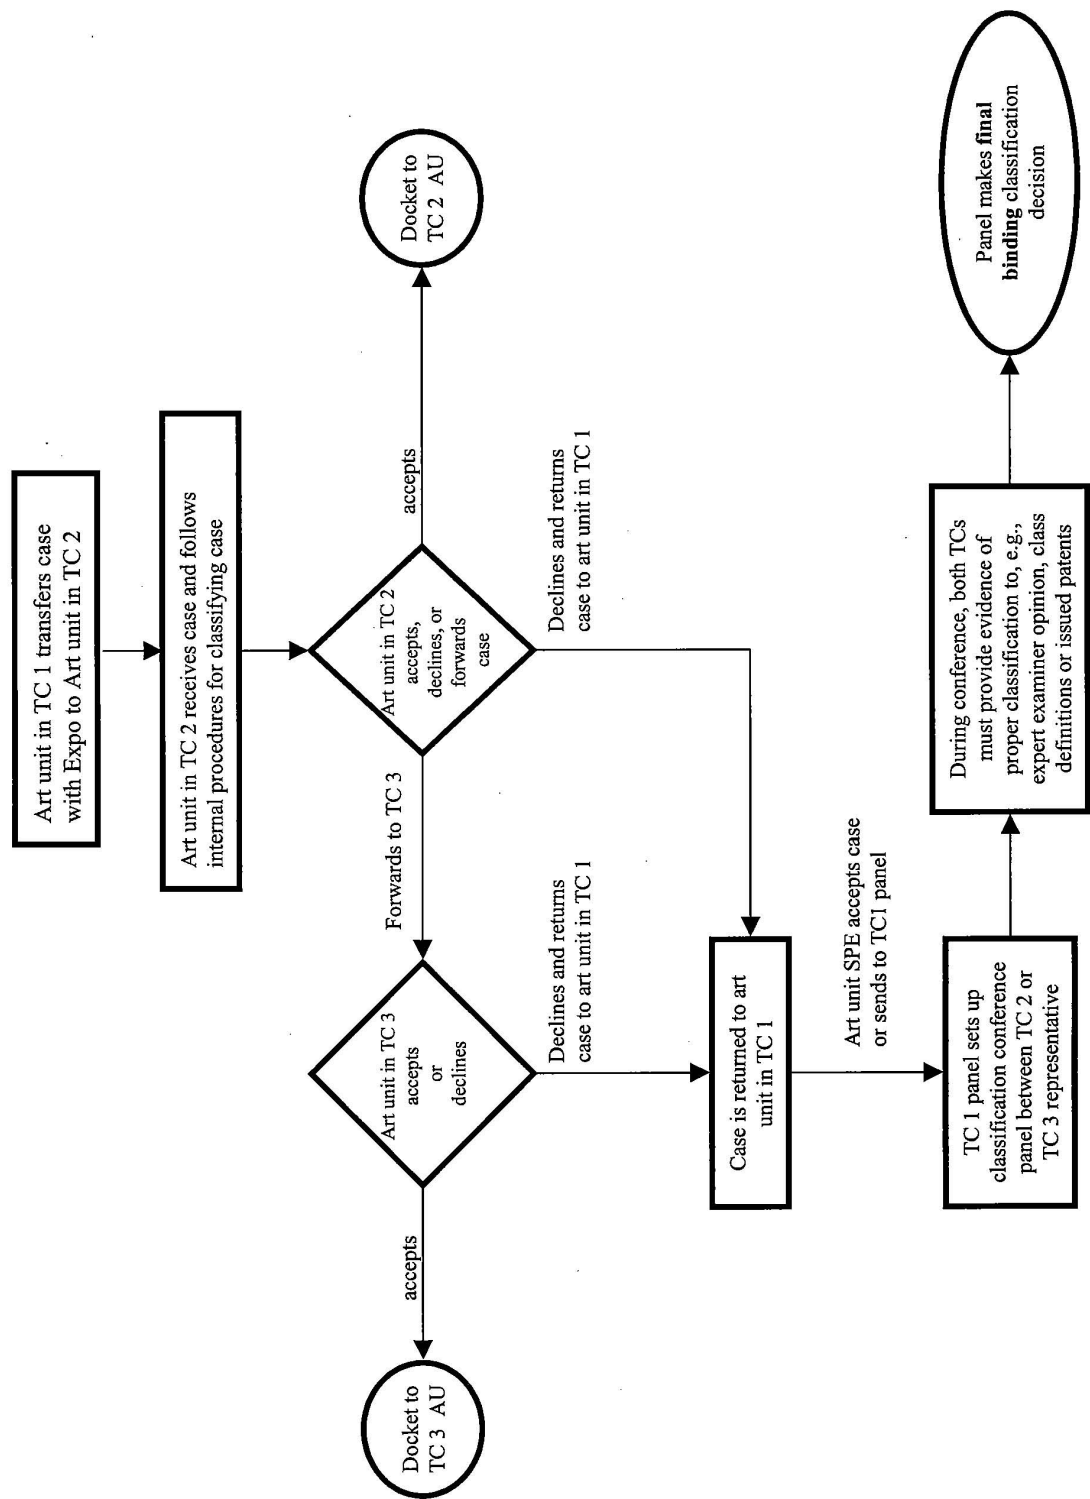 Art unit in TC 1 transfers case
with Expo to Art unit in TC 2
Art unit in TC 2 receives case and follows
internal procedures for classifying case
Art unit in TC 2
accepts,
declines, or
forwards
case
accepts
Docket to
TC 2 AU
Forwards to TC 3
Declines and returns
case to art unit in TC 1
Art unit in TC 3
accepts
or
declines
accepts
Docket to
TC 3 AU
Declines and returns
case to art unit in TC 1
Case is returned to art
unit in TC 1
Art unit SPE accepts case
or sends to TC1 panel
TC 1 panel sets up
classification conference
panel between TC 2 or
TC 3 representative
During conference, both TCs
must provide evidence of
proper classification to, e.g.,
expert examiner opinion, class
definitions or issued patents
Panel makes final
binding classification
decision